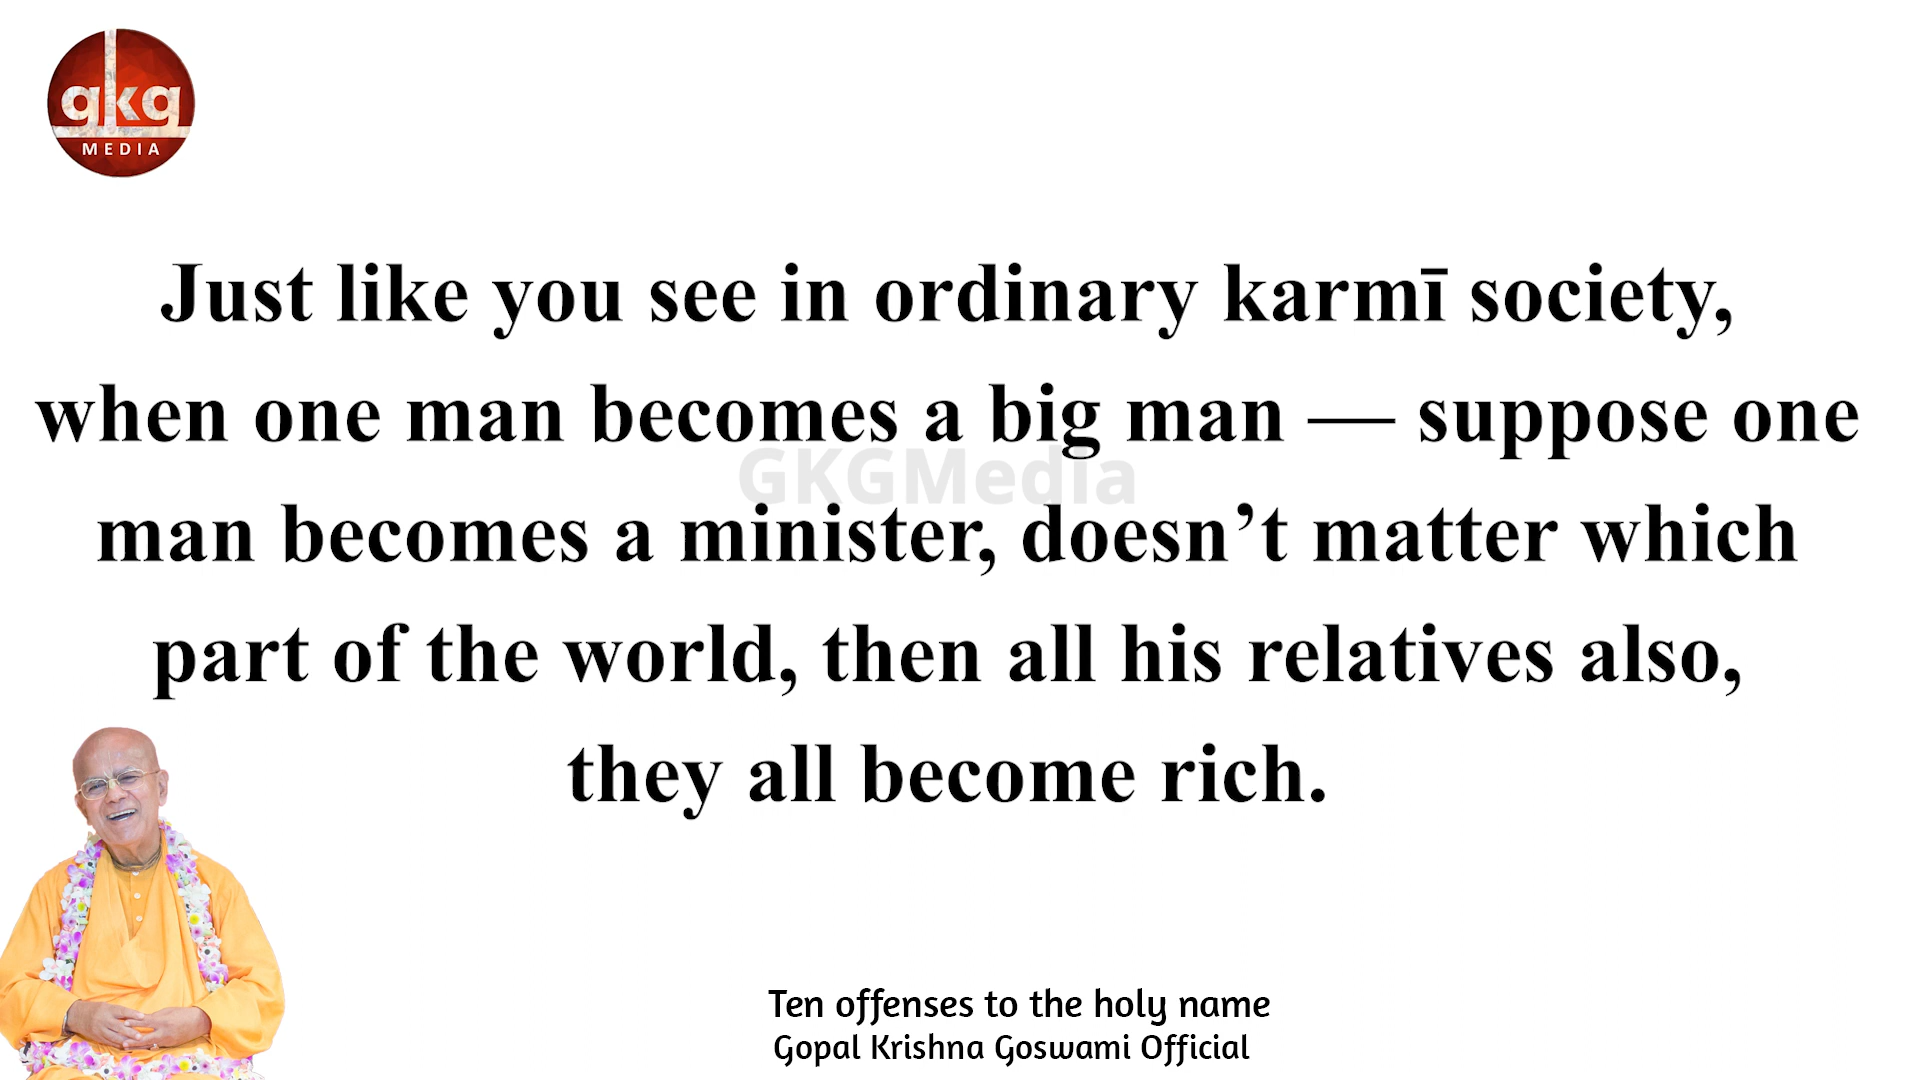 gkg
MEDIA
Just like you see in ordinary karmī society,
when one man becomes a big man — suppose one
GKGMedia
man becomes a minister, doesn’t matter which
part of the world, then all his relatives also,
they all become rich.
Ten offenses to the holy name
Gopal Krishna Goswami Official